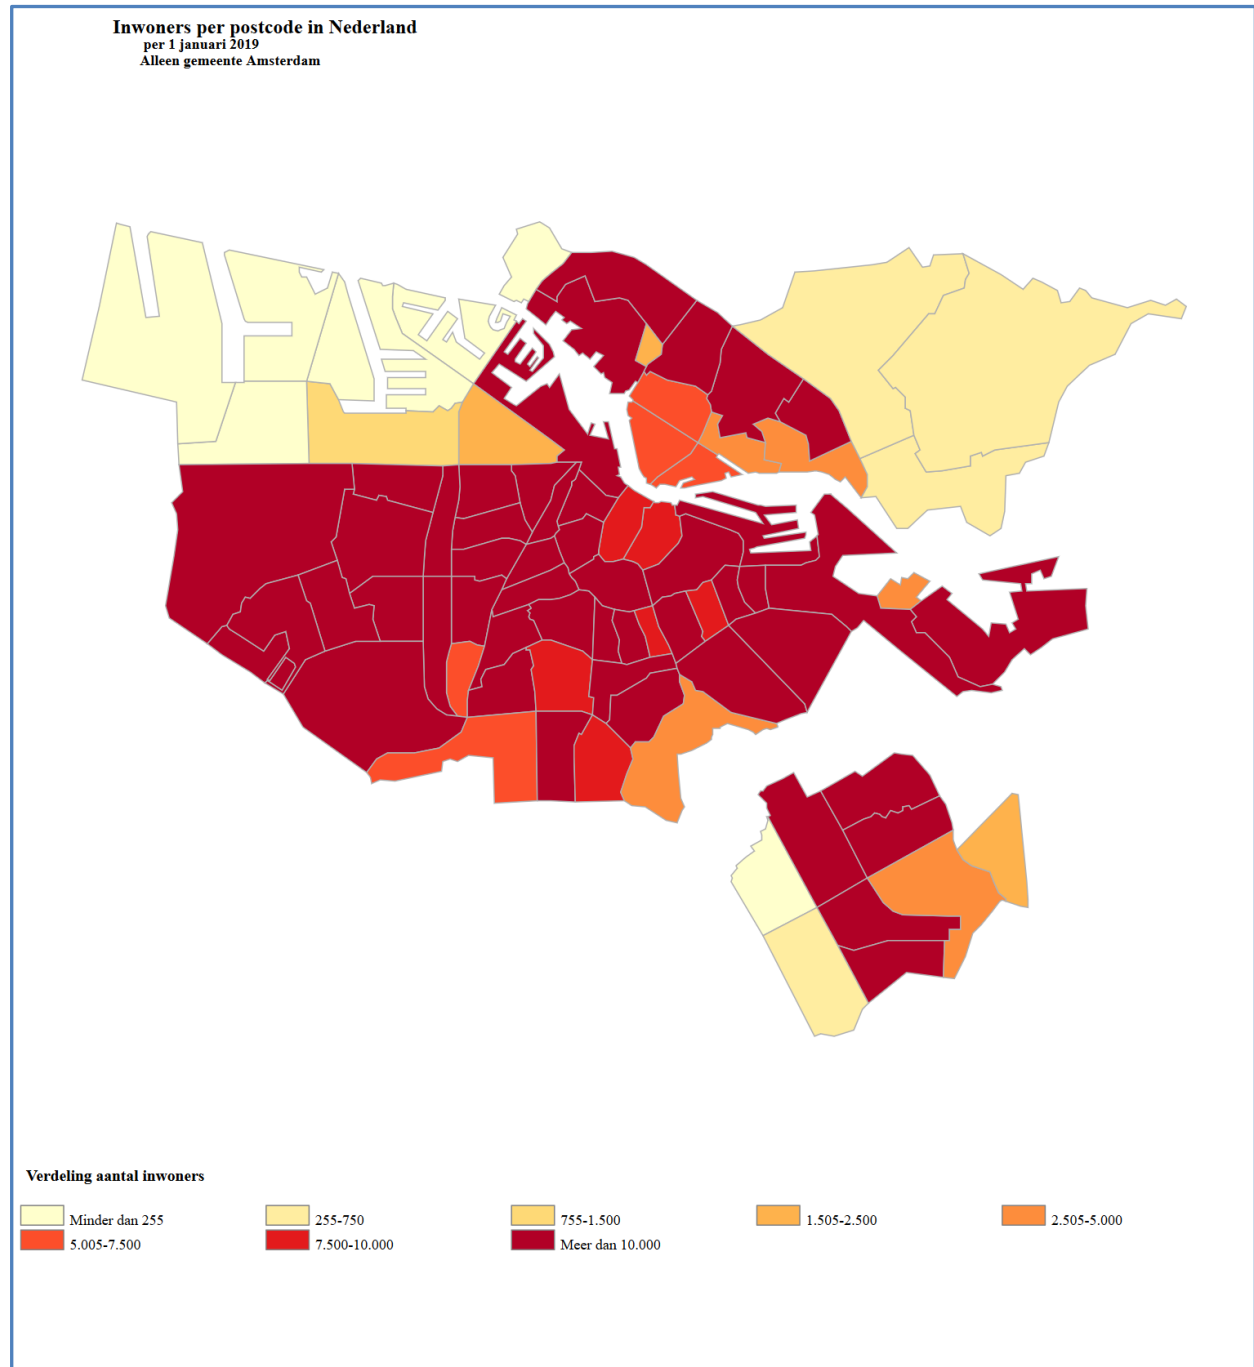 Inwoners per postcode in Nederland
per 1 januari 2019
Alleen gemeente Amsterdam
Verdeling aantal inwoners
Minder dan 255
255-750
755-1.500
1.505-2.500
2.505-5.000
5.005-7.500
7.500-10.000
Meer dan 10.000